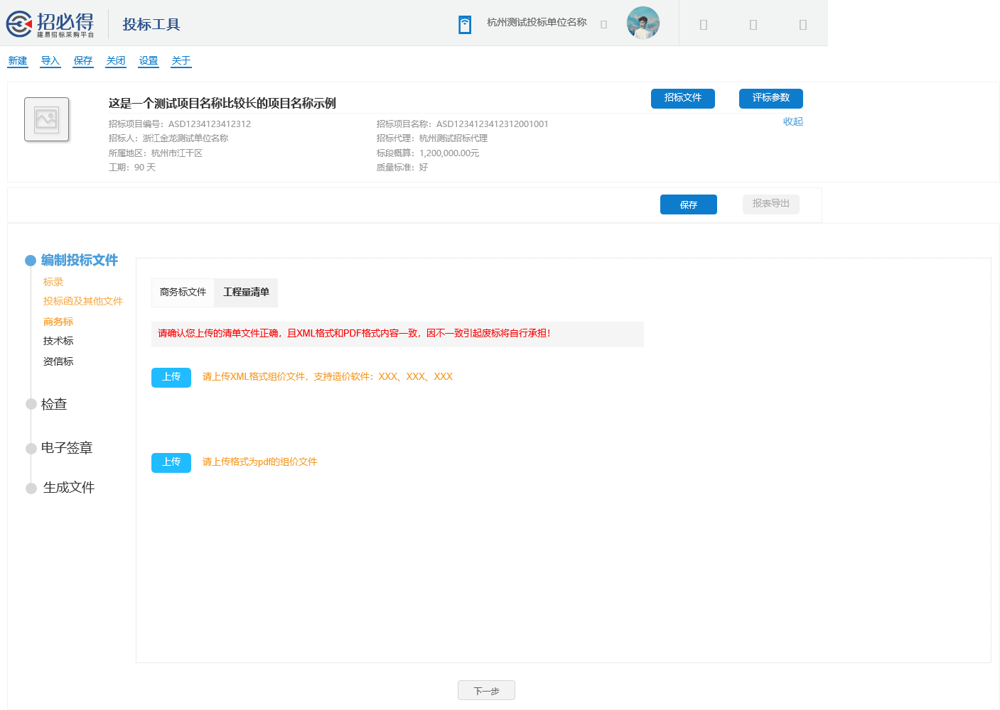 招必得
建易招标采购平台
投标工具
杭州测试投标单位名称
新建 导入 保存 关闭 设置 关于
这是一个测试项目名称比较长的项目名称示例
招标文件 评标参数
收起
招标项目编号：ASD1234123412312 招标项目名称：ASD1234123412312001001
招标人：浙江金龙测试单位名称 招标代理：杭州测试招标代理
所属地区：杭州市江干区 标段概算：1,200,000.00元
工期：90 天 质量标准：好
保存 报表导出
编制投标文件
标录
投标函及其他文件
商务标
技术标
资信标
检查
电子签章
生成文件
商务标文件 工程量清单
请确认您上传的清单文件正确，且XML格式和PDF格式内容一致，因不一致引起废标将自行承担！
上传 请上传XML格式组价文件，支持造价软件：XXX、XXX、XXX
上传 请上传格式为pdf的组价文件
下一步